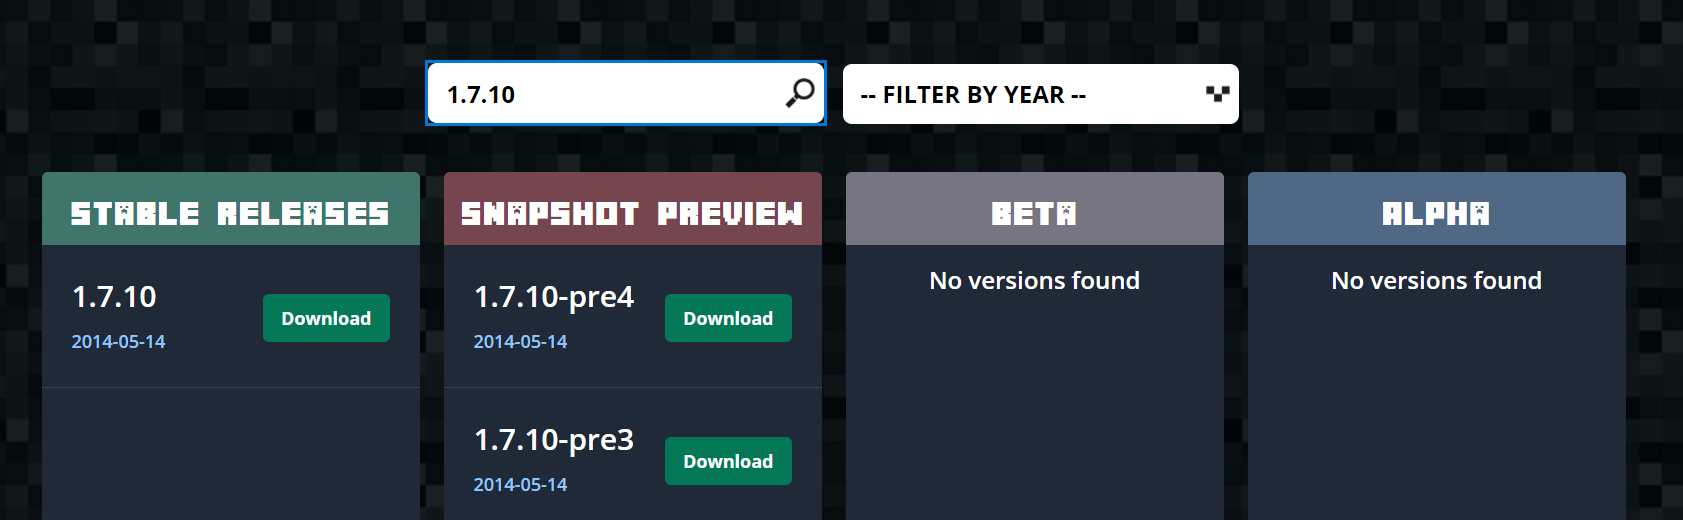 1.7.10
-- FILTER BY YEAR --
STABLE RELEASES
1.7.10
Download
2014-05-14
SNAPSHOT PREVIEW
1.7.10-pre4
Download
2014-05-14
1.7.10-pre3
Download
2014-05-14
BETA
No versions found
ALPHA
No versions found